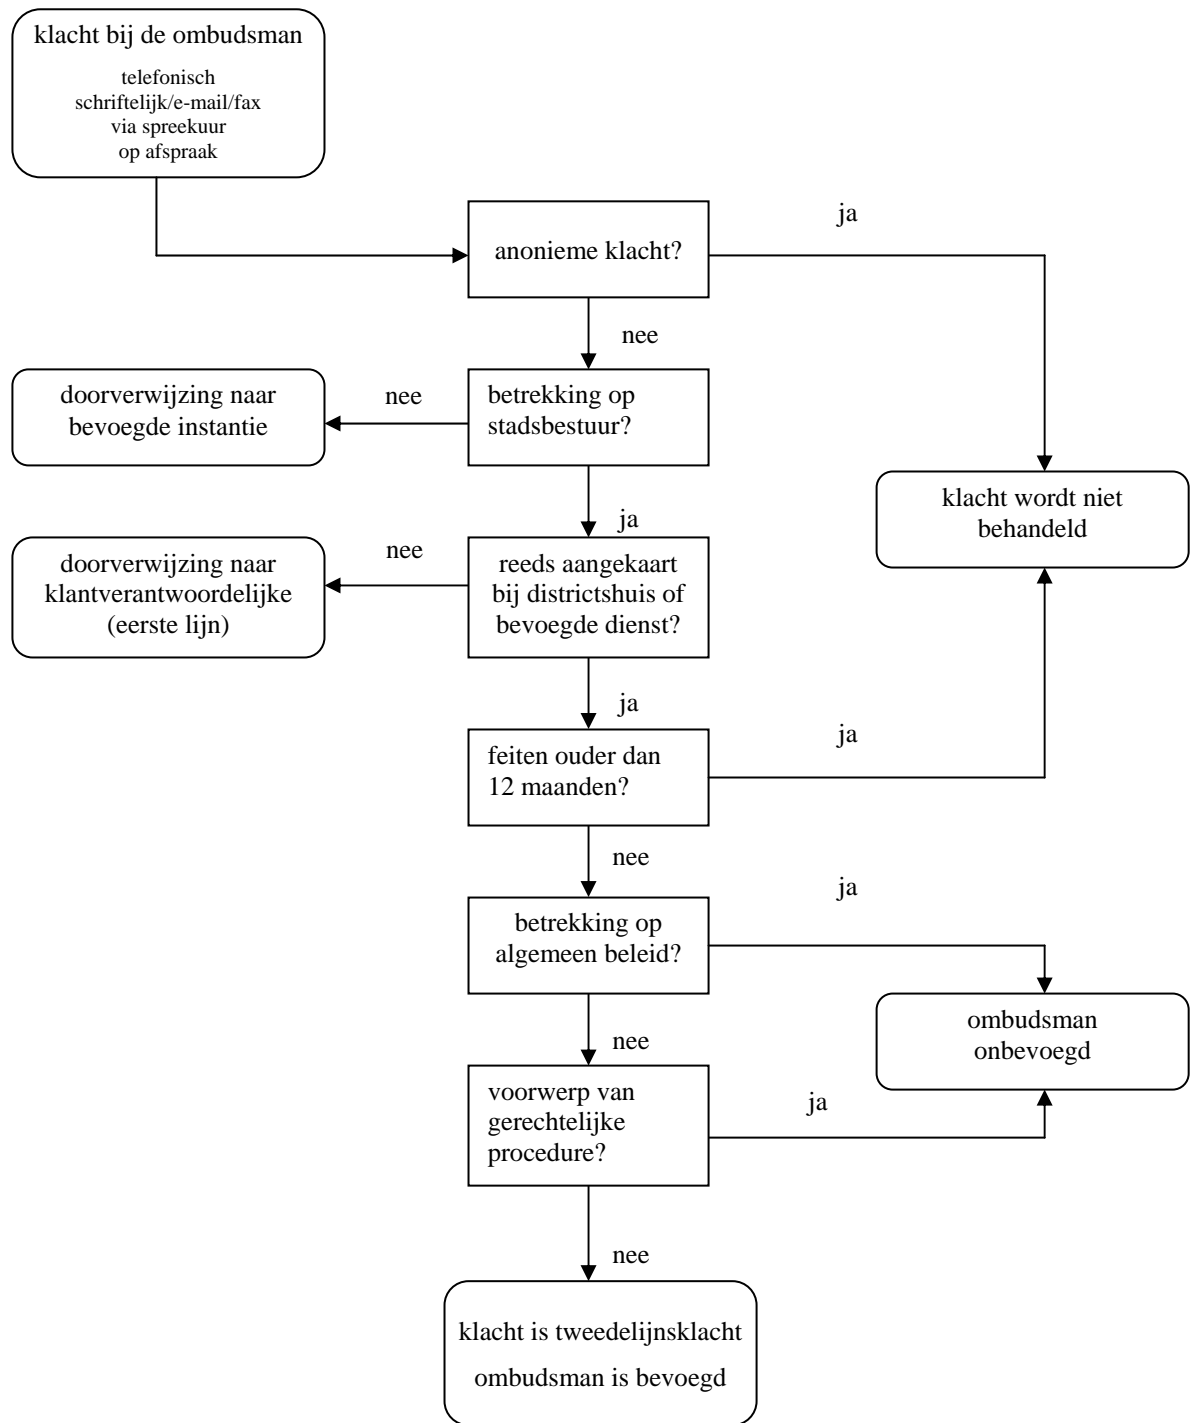 klacht bij de ombudsman
telefonisch
schriftelijk/e-mail/fax
via spreekuur
op afspraak
ja
anonieme klacht?
nee
doorverwijzing naar
bevoegde instantie
nee
betrekking op
stadsbestuur?
klacht wordt niet
behandeld
ja
doorverwijzing naar
klantverantwoordelijke
(eerste lijn)
nee
reeds aangekaart
bij districtshuis of
bevoegde dienst?
ja
feiten ouder dan
12 maanden?
ja
nee
ja
betrekking op
algemeen beleid?
ombudsman
onbevoegd
nee
voorwerp van
gerechtelijke
procedure?
ja
nee
klacht is tweedelijnsklacht
ombudsman is bevoegd